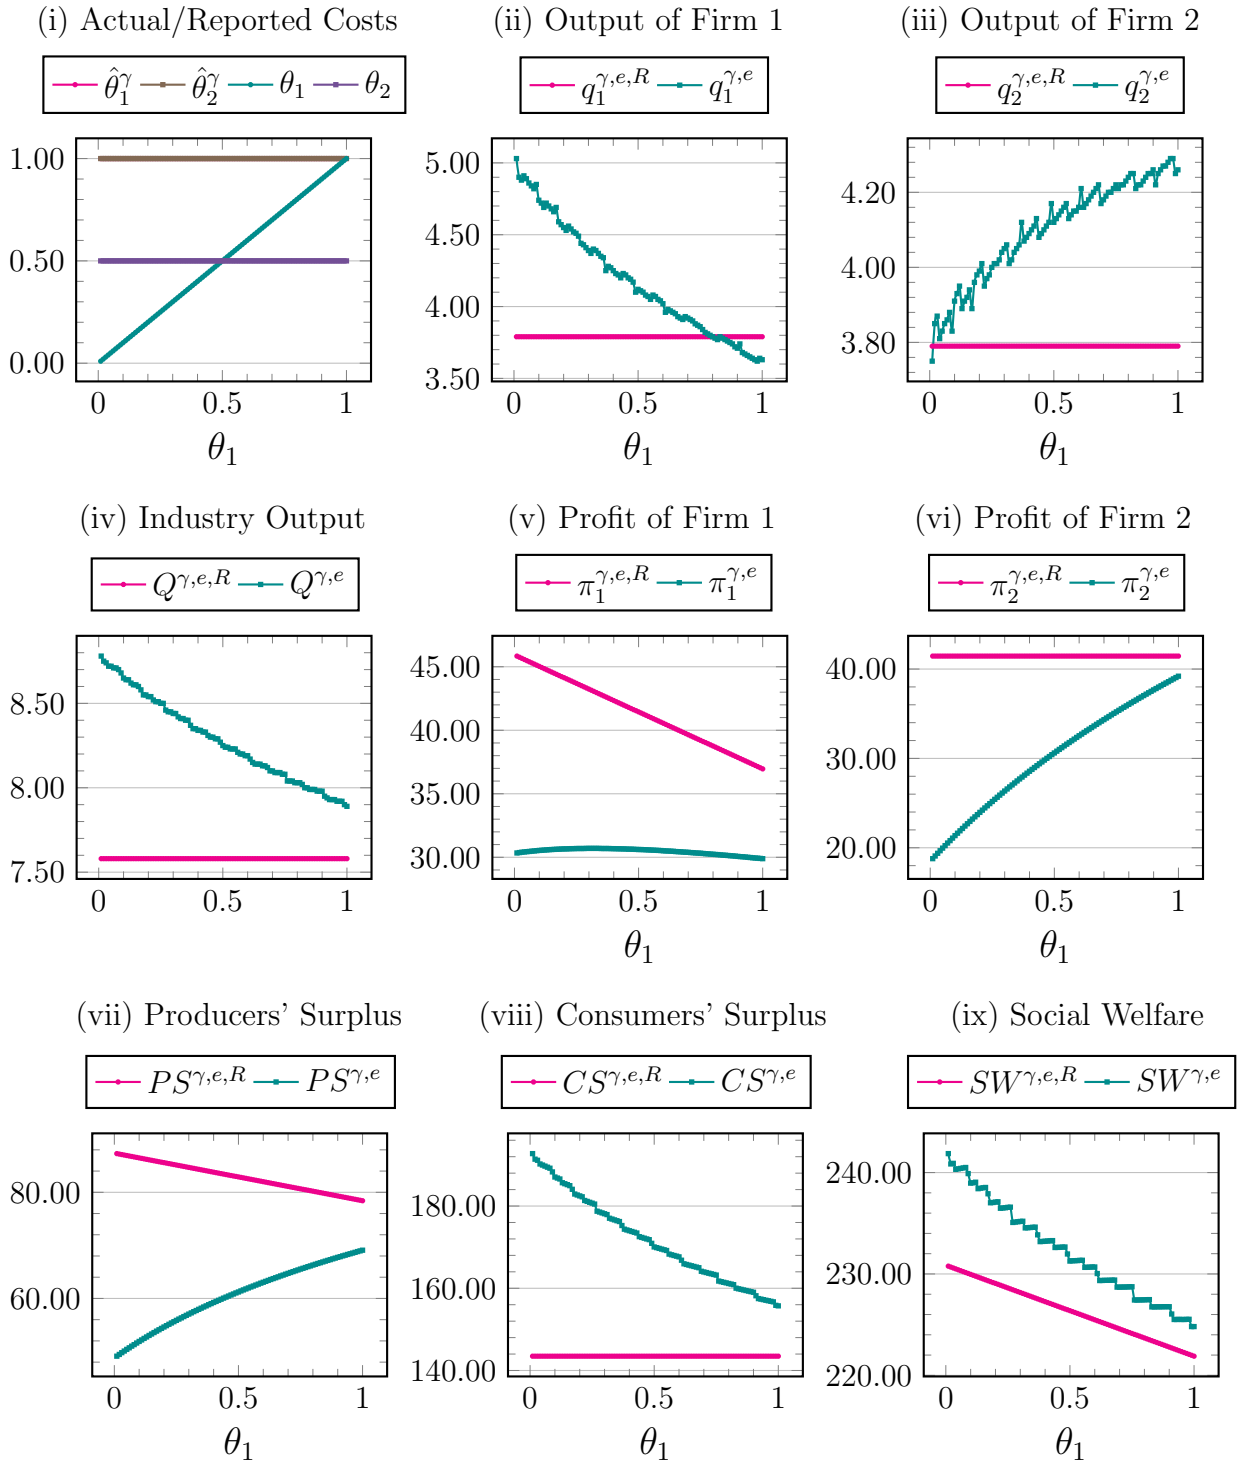 (i) Actual/Reported Costs
θ̂₁^γ θ̂₂^γ θ₁ θ₂
1.00
0.50
0.00
0 0.5 1
θ₁
(ii) Output of Firm 1
q₁^{γ,e,R} q₁^{γ,e}
5.00
4.50
4.00
3.50
0 0.5 1
θ₁
(iii) Output of Firm 2
q₂^{γ,e,R} q₂^{γ,e}
4.20
4.00
3.80
0 0.5 1
θ₁
(iv) Industry Output
Q^{γ,e,R} Q^{γ,e}
8.50
8.00
7.50
0 0.5 1
(v) Profit of Firm 1
π₁^{γ,e,R} π₁^{γ,e}
45.00
40.00
35.00
30.00
0 0.5 1
θ₁
(vi) Profit of Firm 2
π₂^{γ,e,R} π₂^{γ,e}
40.00
30.00
20.00
0 0.5 1
θ₁
(vii) Producers' Surplus
PS^{γ,e,R} PS^{γ,e}
80.00
60.00
0 0.5 1
θ₁
(viii) Consumers' Surplus
CS^{γ,e,R} CS^{γ,e}
180.00
160.00
140.00
0 0.5 1
θ₁
(ix) Social Welfare
SW^{γ,e,R} SW^{γ,e}
240.00
230.00
220.00
0 0.5 1
θ₁